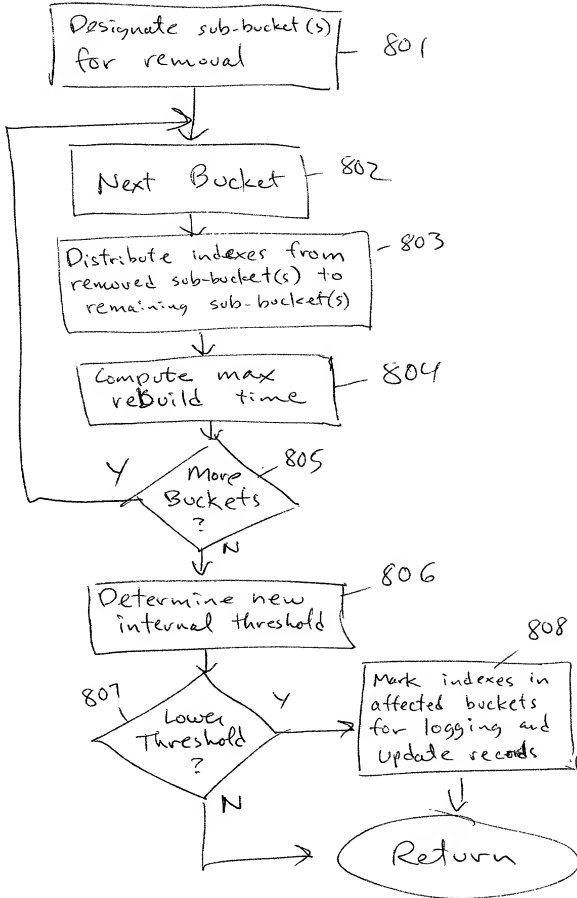 Designate sub-bucket(s)
for removal
801
Next Bucket
802
Distribute indexes from
removed sub-bucket(s) to
remaining sub-bucket(s)
803
Compute max
rebuild time
804
More
Buckets
?
805
Y
N
Determine new
internal threshold
806
807
Lower
Threshold
?
Y
N
808
Mark indexes in
affected buckets
for logging and
update records
Return